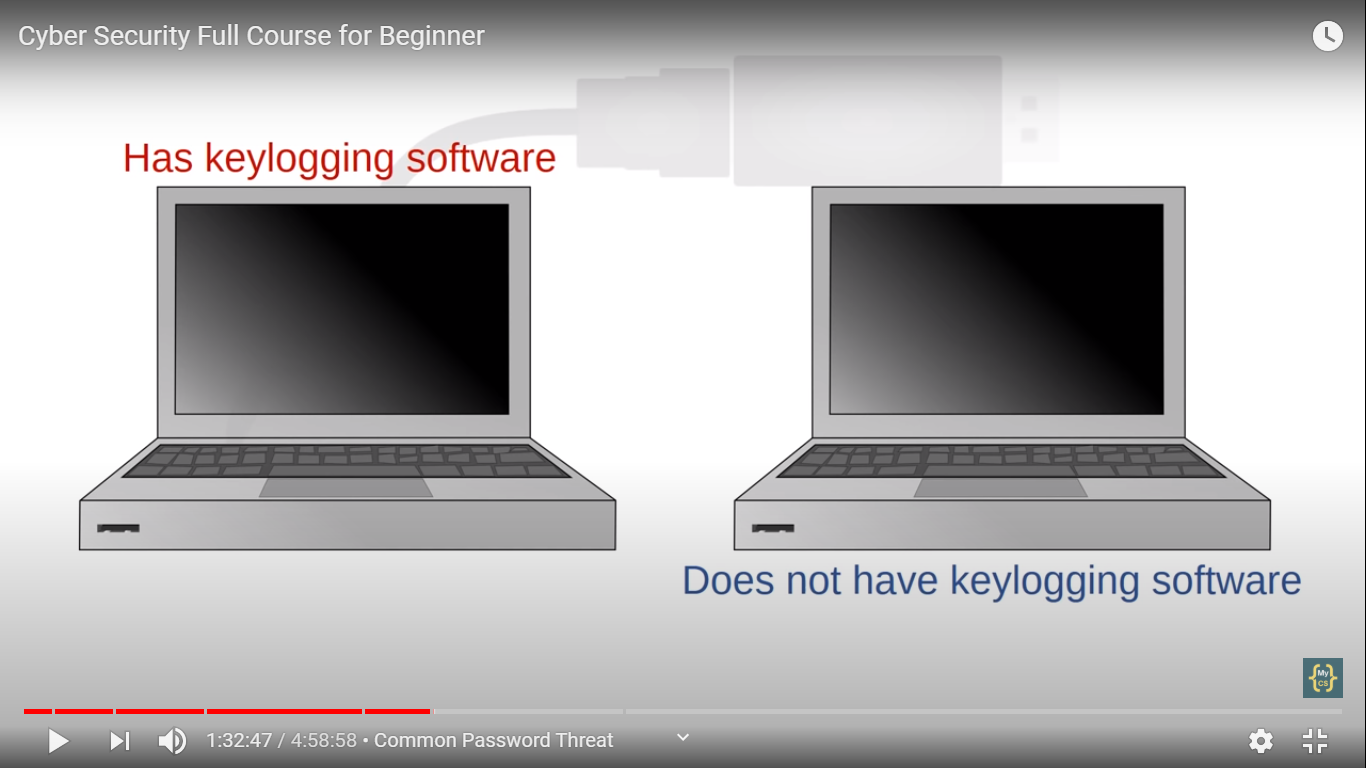 Cyber Security Full Course for Beginner
Has keylogging software
Does not have keylogging software
My
CS
1:32:47 / 4:58:58 • Common Password Threat